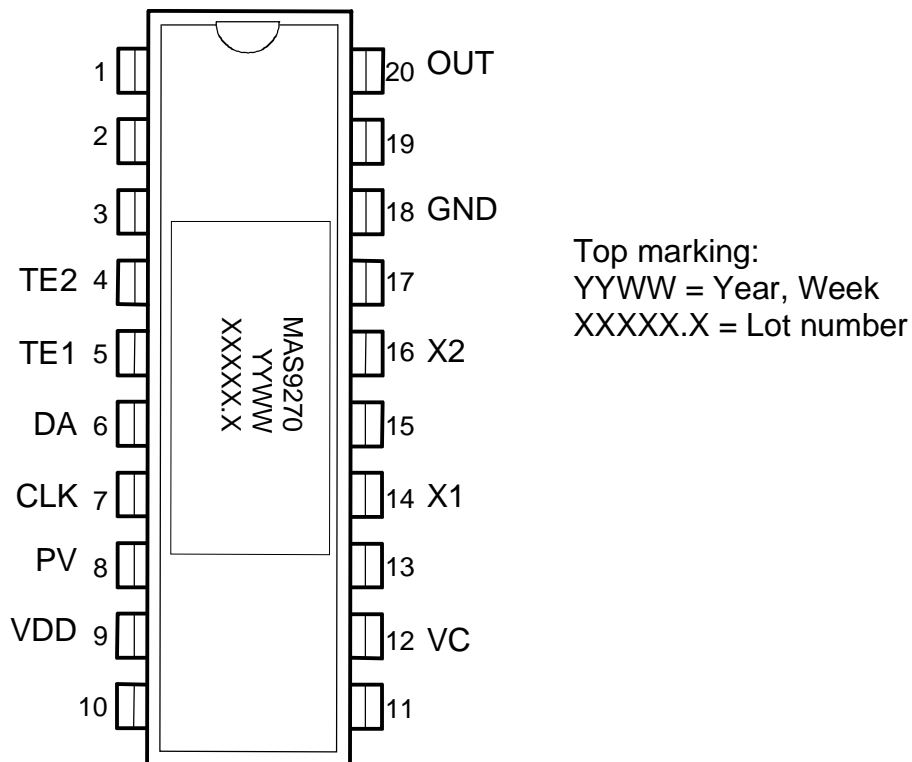 1
2
3
TE2 4
TE1 5
DA 6
CLK 7
PV 8
VDD 9
10
MAS9270
YYWW
XXXXX.X
20 OUT
19
18 GND
17
16 X2
15
14 X1
13
12 VC
11
Top marking:
YYWW = Year, Week
XXXXX.X = Lot number